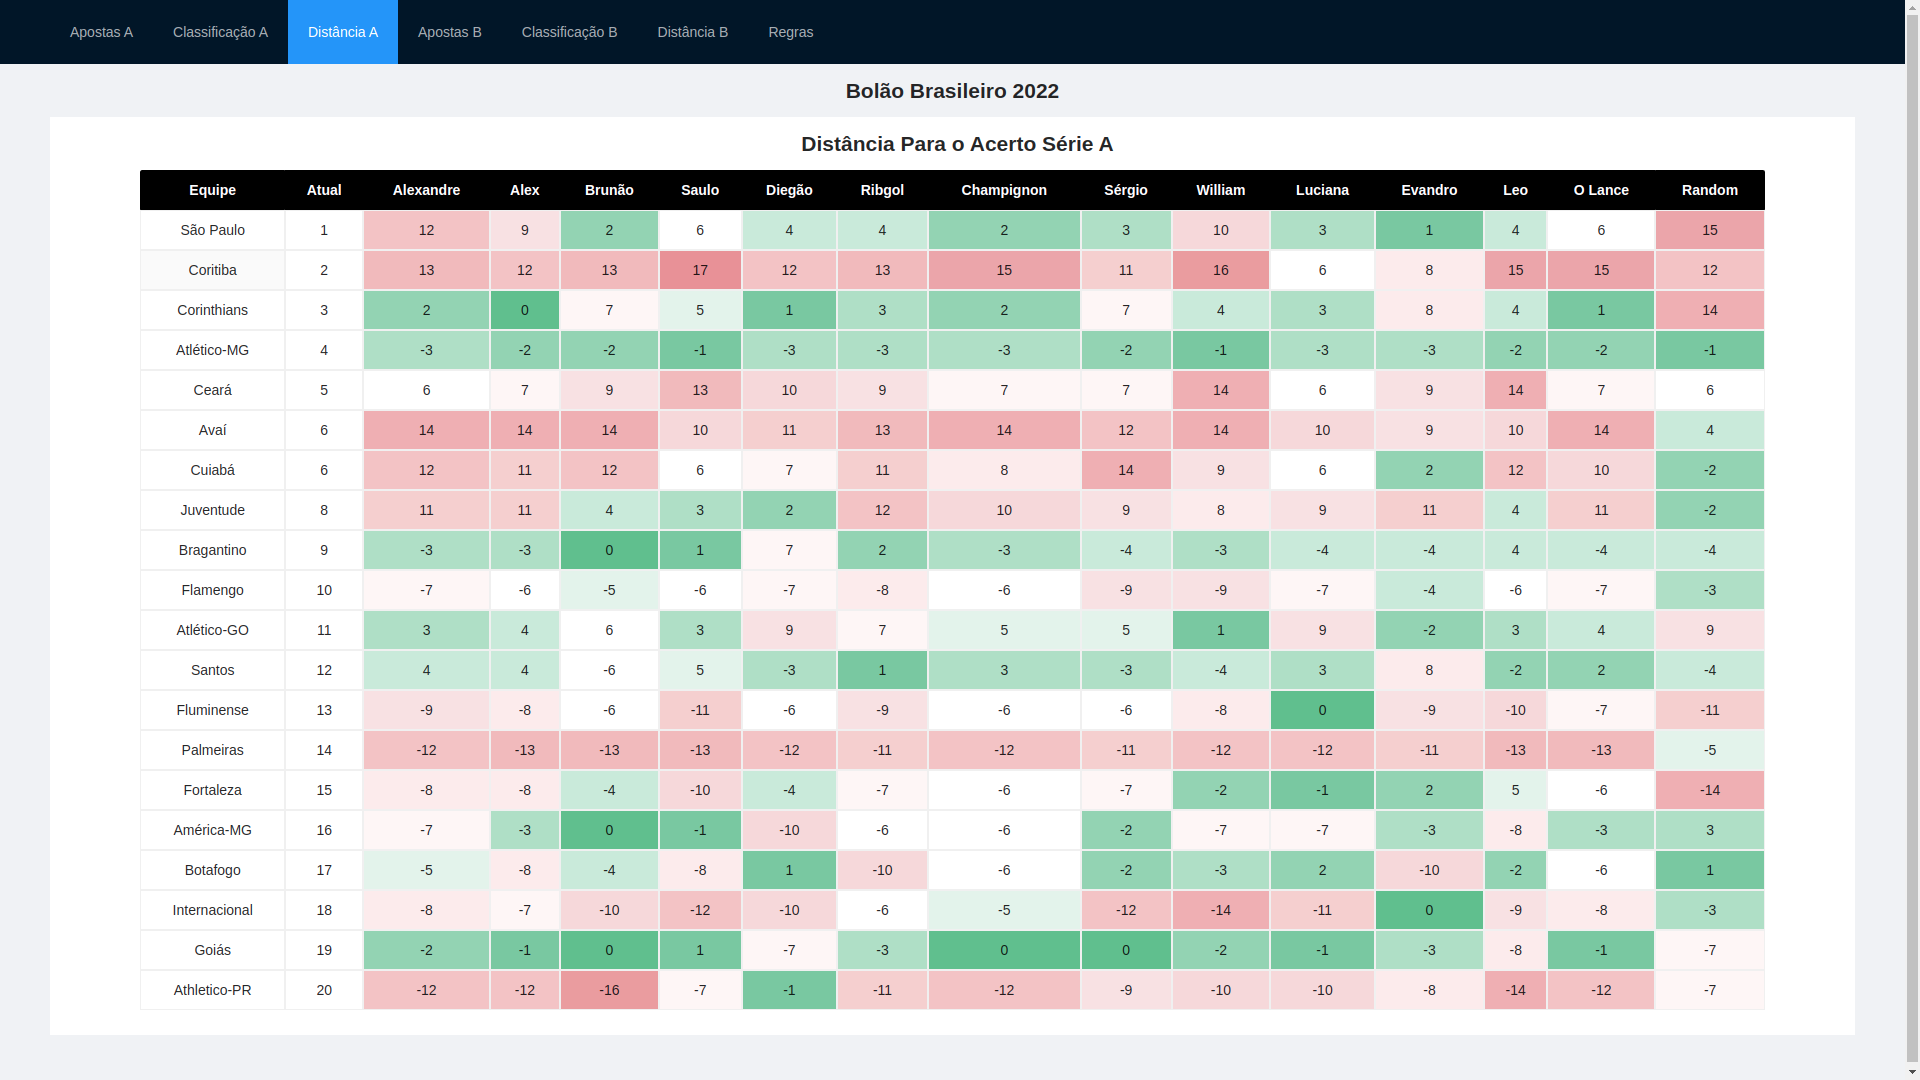 Apostas A Classificação A Distância A Apostas B Classificação B Distância B Regras
Bolão Brasileiro 2022
Distância Para o Acerto Série A
Equipe Atual Alexandre Alex Brunão Saulo Diegão Ribgol Champignon Sérgio William Luciana Evandro Leo O Lance Random
São Paulo 1 12 9 2 6 4 4 2 3 10 3 1 4 6 15
Coritiba 2 13 12 13 17 12 13 15 11 16 6 8 15 15 12
Corinthians 3 2 0 7 5 1 3 2 7 4 3 8 4 1 14
Atlético-MG 4 -3 -2 -2 -1 -3 -3 -3 -2 -1 -3 -3 -2 -2 -1
Ceará 5 6 7 9 13 10 9 7 7 14 6 9 14 7 6
Avaí 6 14 14 14 10 11 13 14 12 14 10 9 10 14 4
Cuiabá 6 12 11 12 6 7 11 8 14 9 6 2 12 10 -2
Juventude 8 11 11 4 3 2 12 10 9 8 9 11 4 11 -2
Bragantino 9 -3 -3 0 1 7 2 -3 -4 -3 -4 -4 4 -4 -4
Flamengo 10 -7 -6 -5 -6 -7 -8 -6 -9 -9 -7 -4 -6 -7 -3
Atlético-GO 11 3 4 6 3 9 7 5 5 1 9 -2 3 4 9
Santos 12 4 4 -6 5 -3 1 3 -3 -4 3 8 -2 2 -4
Fluminense 13 -9 -8 -6 -11 -6 -9 -6 -6 -8 0 -9 -10 -7 -11
Palmeiras 14 -12 -13 -13 -13 -12 -11 -12 -11 -12 -12 -11 -13 -13 -5
Fortaleza 15 -8 -8 -4 -10 -4 -7 -6 -7 -2 -1 2 5 -6 -14
América-MG 16 -7 -3 0 -1 -10 -6 -6 -2 -7 -7 -3 -8 -3 3
Botafogo 17 -5 -8 -4 -8 1 -10 -6 -2 -3 2 -10 -2 -6 1
Internacional 18 -8 -7 -10 -12 -10 -6 -5 -12 -14 -11 0 -9 -8 -3
Goiás 19 -2 -1 0 1 -7 -3 0 0 -2 -1 -3 -8 -1 -7
Athletico-PR 20 -12 -12 -16 -7 -1 -11 -12 -9 -10 -10 -8 -14 -12 -7